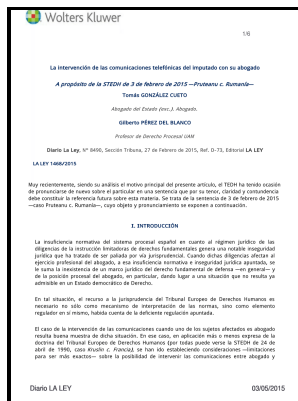 Wolters Kluwer
1/6
La intervención de las comunicaciones telefónicas del imputado con su abogado
A propósito de la STEDH de 3 de febrero de 2015 —Pruteanu c. Rumanía—
Tomás GONZÁLEZ CUETO
Abogado del Estado (exc.). Abogado.
Gilberto PÉREZ DEL BLANCO
Profesor de Derecho Procesal UAM
Diario La Ley, Nº 8490, Sección Tribuna, 27 de Febrero de 2015, Ref. D-73, Editorial LA LEY
LA LEY 1468/2015
Muy recientemente, siendo su análisis el motivo principal del presente artículo, el TEDH ha tenido ocasión
de pronunciarse de nuevo sobre el particular en una sentencia que por su tenor, claridad y contundencia
debe constituir la referencia futura sobre esta materia. Se trata de la sentencia de 3 de febrero de 2015
—caso Pruteanu c. Rumanía—, cuyo objeto y pronunciamiento se exponen a continuación.
I. INTRODUCCIÓN
La insuficiencia normativa del sistema procesal español en cuanto al régimen jurídico de las
diligencias de la instrucción limitadoras de derechos fundamentales genera una notable inseguridad
jurídica que ha tratado de ser paliada por vía jurisprudencial. Cuando dichas diligencias afectan al
ejercicio profesional del abogado, a esa insuficiencia normativa e inseguridad jurídica apuntada, se
le suma la inexistencia de un marco jurídico del derecho fundamental de defensa —en general— y
de la posición procesal del abogado, en particular, dando lugar a una situación que no resulta ya
admisible en un Estado democrático de Derecho.
En tal situación, el recurso a la jurisprudencia del Tribunal Europeo de Derechos Humanos es
necesario no sólo como mecanismo de interpretación de las normas, sino como elemento
regulador en sí mismo, habida cuenta de la deficiente regulación apuntada.
El caso de la intervención de las comunicaciones cuando uno de los sujetos afectados es abogado
resulta buena muestra de dicha situación. En ese caso, en aplicación más o menos expresa de la
doctrina del Tribunal Europeo de Derechos Humanos (por todas puede verse la STEDH de 24 de
abril de 1990, caso Kruslin c. Francia), se han ido estableciendo consideraciones —limitaciones
para ser más exactos— sobre la posibilidad de intervenir las comunicaciones entre abogado y
Diario LA LEY
03/05/2015